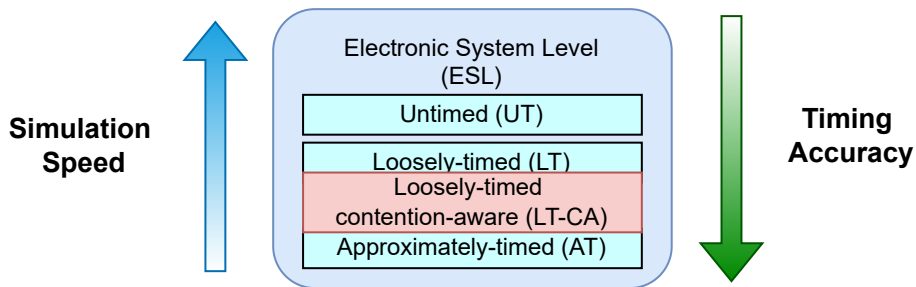 Electronic System Level
(ESL)
Untimed (UT)
Loosely-timed (LT)
Loosely-timed
contention-aware (LT-CA)
Approximately-timed (AT)
Simulation
Speed
Timing
Accuracy